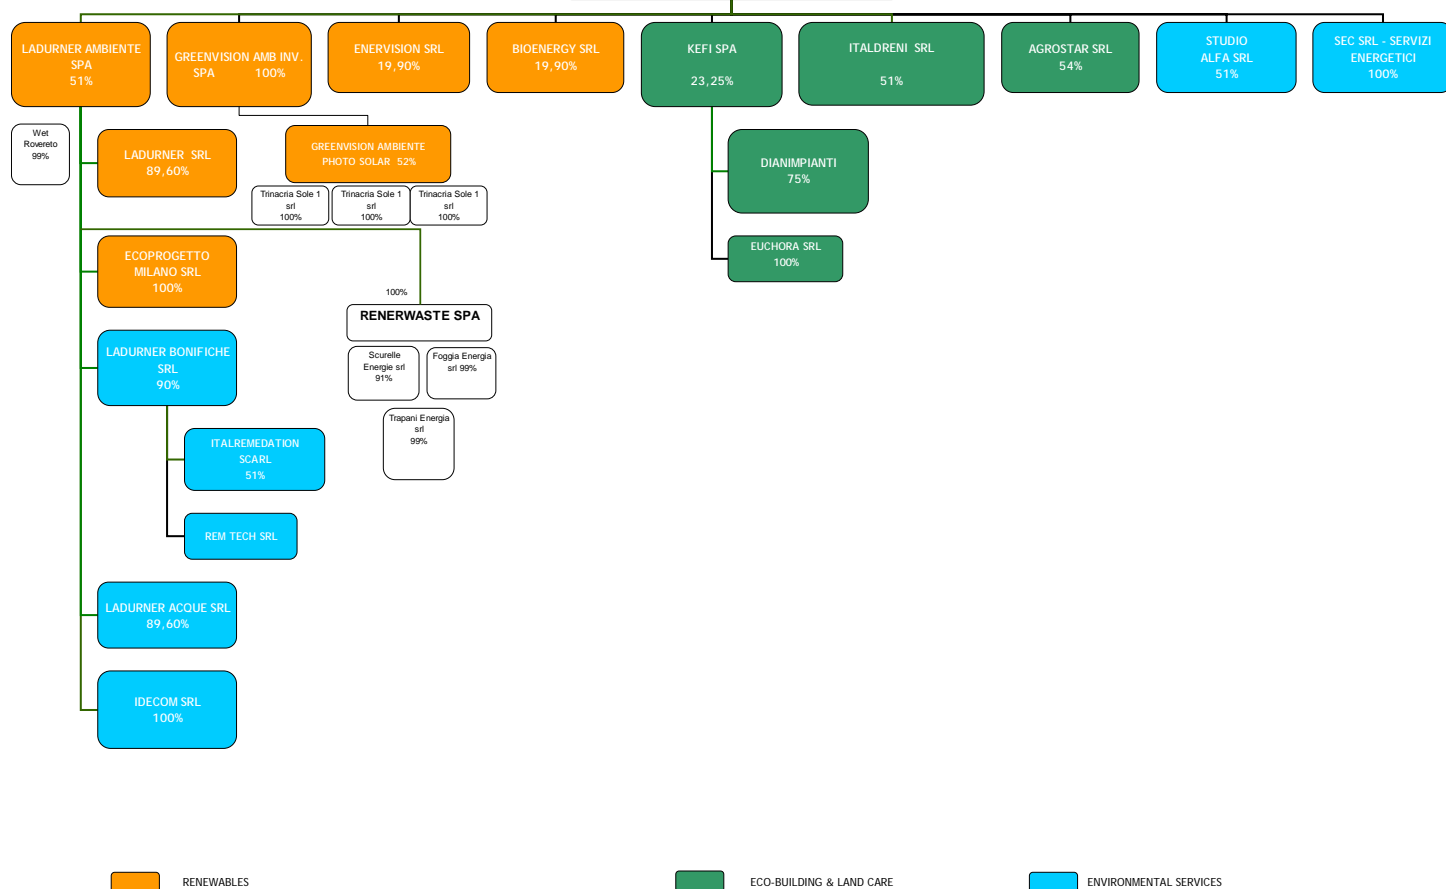 LADURNER AMBIENTE
SPA
51%
GREENVISION AMB INV.
SPA 100%
ENERVISION SRL
19,90%
BIOENERGY SRL
19,90%
KEFI SPA
23,25%
ITALDRENI SRL
51%
AGROSTAR SRL
54%
STUDIO
ALFA SRL
51%
SEC SRL - SERVIZI
ENERGETICI
100%
Wet
Rovereto
99%
LADURNER SRL
89,60%
GREENVISION AMBIENTE
PHOTO SOLAR 52%
Trinacria Sole 1
srl
100%
Trinacria Sole 1
srl
100%
Trinacria Sole 1
srl
100%
DIANIMPIANTI
75%
EUCHORA SRL
100%
ECOPROGETTO
MILANO SRL
100%
100%
RENERWASTE SPA
Scurelle
Energie srl
91%
Foggia Energia
srl 99%
Trapani Energia
srl
99%
LADURNER BONIFICHE
SRL
90%
ITALREMEDATION
SCARL
51%
REM TECH SRL
LADURNER ACQUE SRL
89,60%
IDECOM SRL
100%
RENEWABLES
ECO-BUILDING & LAND CARE
ENVIRONMENTAL SERVICES